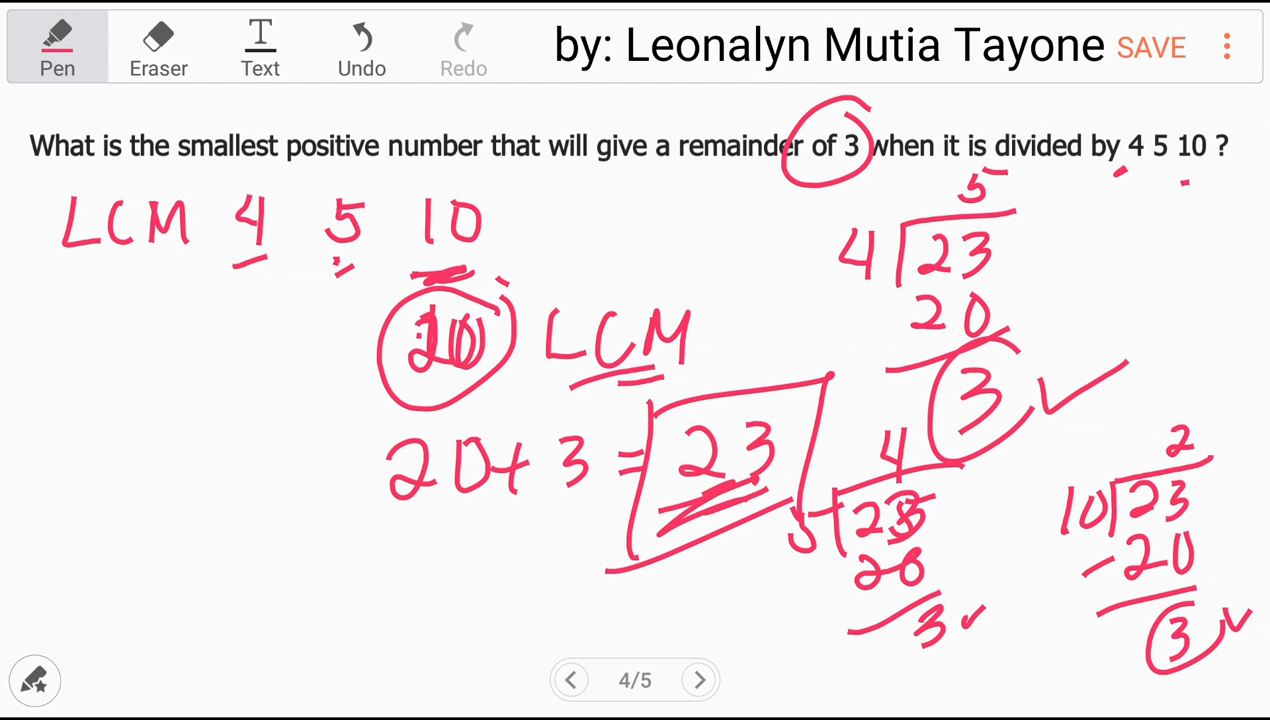 Pen Eraser Text Undo Redo by: Leonalyn Mutia Tayone SAVE
What is the smallest positive number that will give a remainder of 3 when it is divided by 4 5 10 ?
LCM 4 5 10
20 LCM
20 + 3 = 23
5
4 23
20
3
4
5 23
20
3
2
10 23
-20
3
4/5